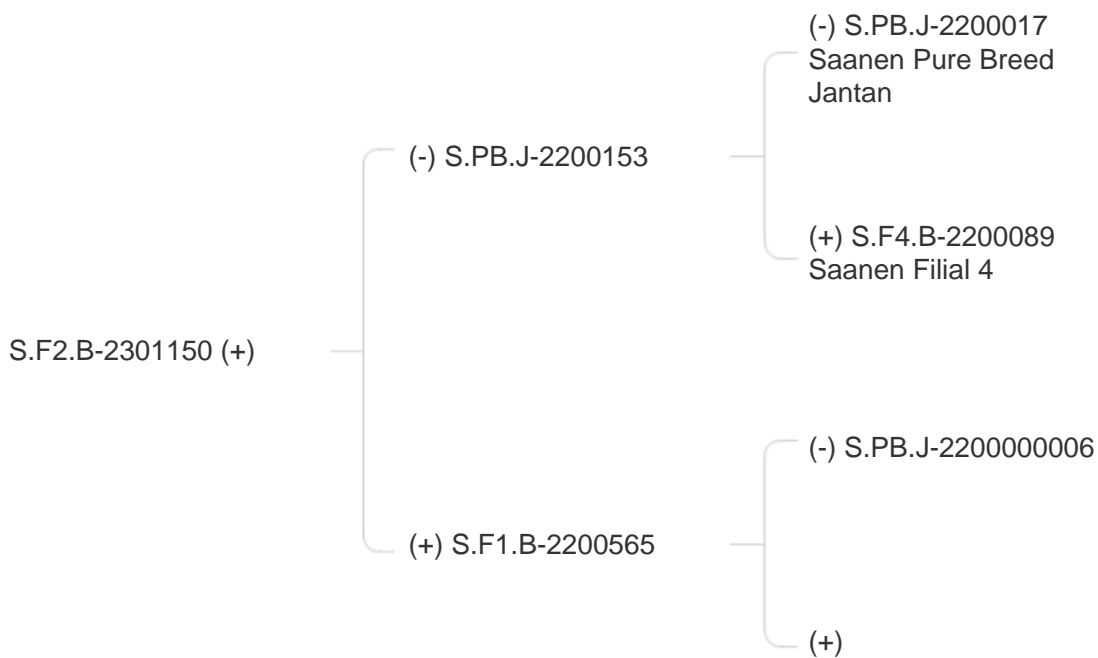 (-) S.PB.J-2200017
Saanen Pure Breed
Jantan
(-) S.PB.J-2200153
(+) S.F4.B-2200089
Saanen Filial 4
S.F2.B-2301150 (+)
(-) S.PB.J-2200000006
(+) S.F1.B-2200565
(+)